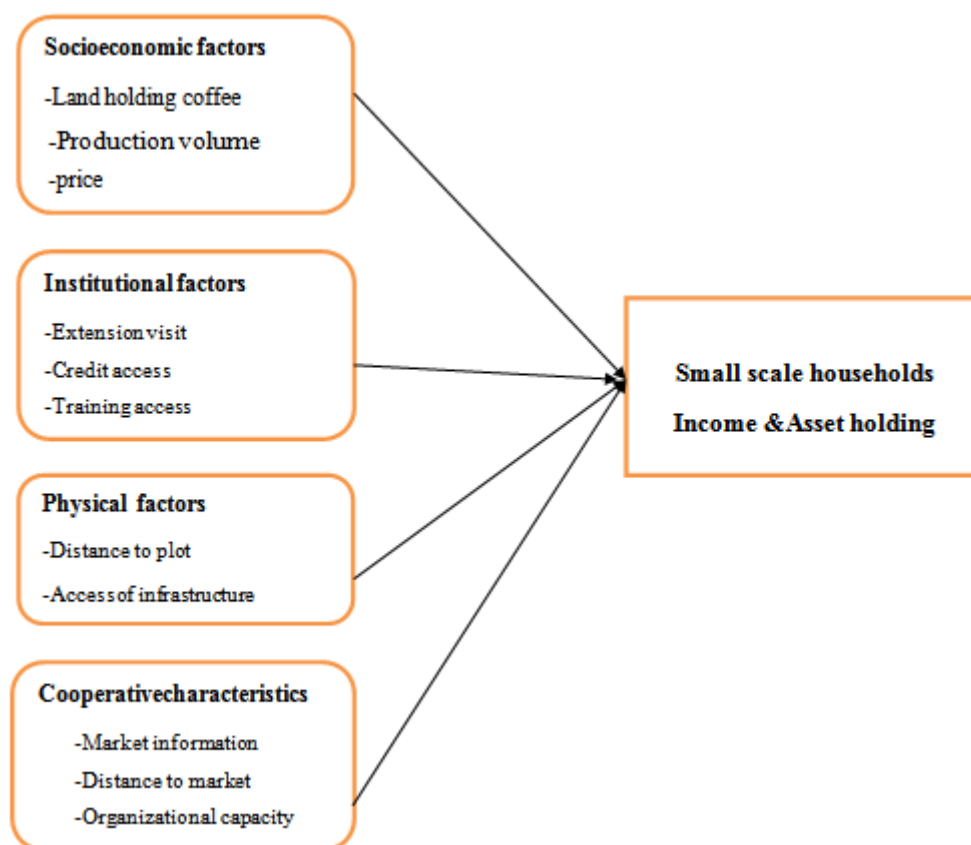 Socioeconomic factors
-Land holding coffee
-Production volume
-price
Institutional factors
-Extension visit
-Credit access
-Training access
Physical factors
-Distance to plot
-Access of infrastructure
Cooperativecharacteristics
-Market information
-Distance to market
-Organizational capacity
Small scale households
Income &Asset holding